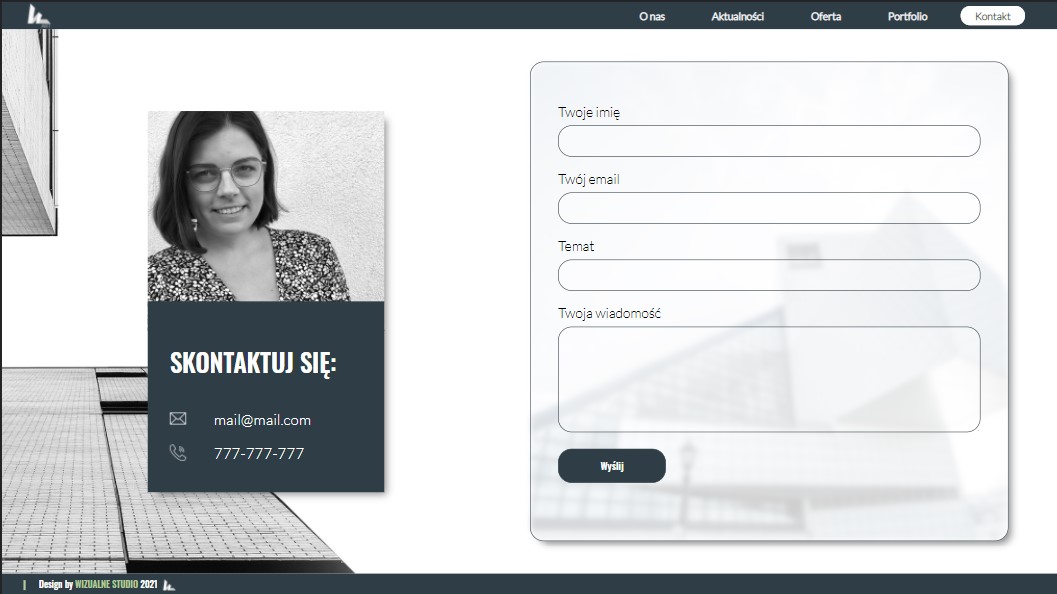 O nas Aktualności Oferta Portfolio Kontakt
SKONTAKTUJ SIĘ:
mail@mail.com
777-777-777
Twoje imię
Twój email
Temat
Twoja wiadomość
Wyślij
Design by WIZUALNE STUDIO 2021